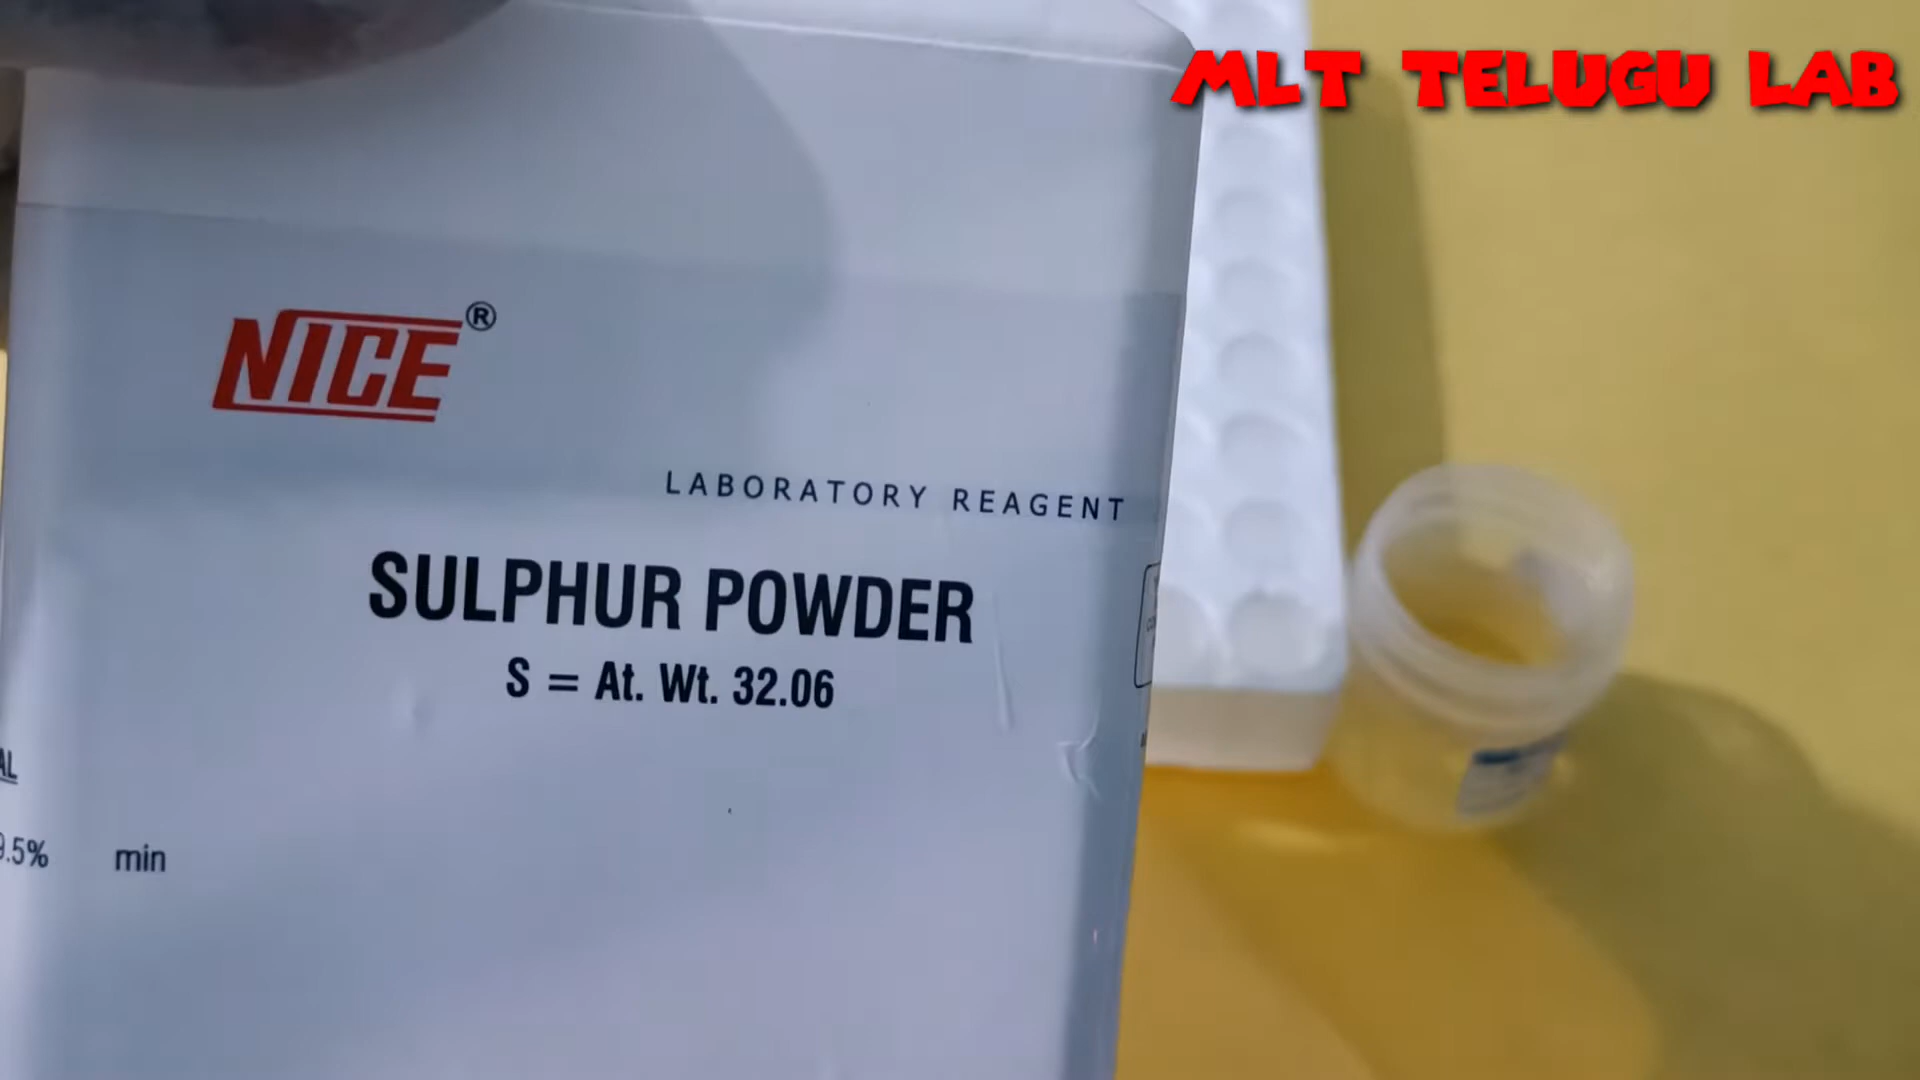 MLT TELUGU LAB
NICE®
LABORATORY REAGENT
SULPHUR POWDER
S = At. Wt. 32.06
min